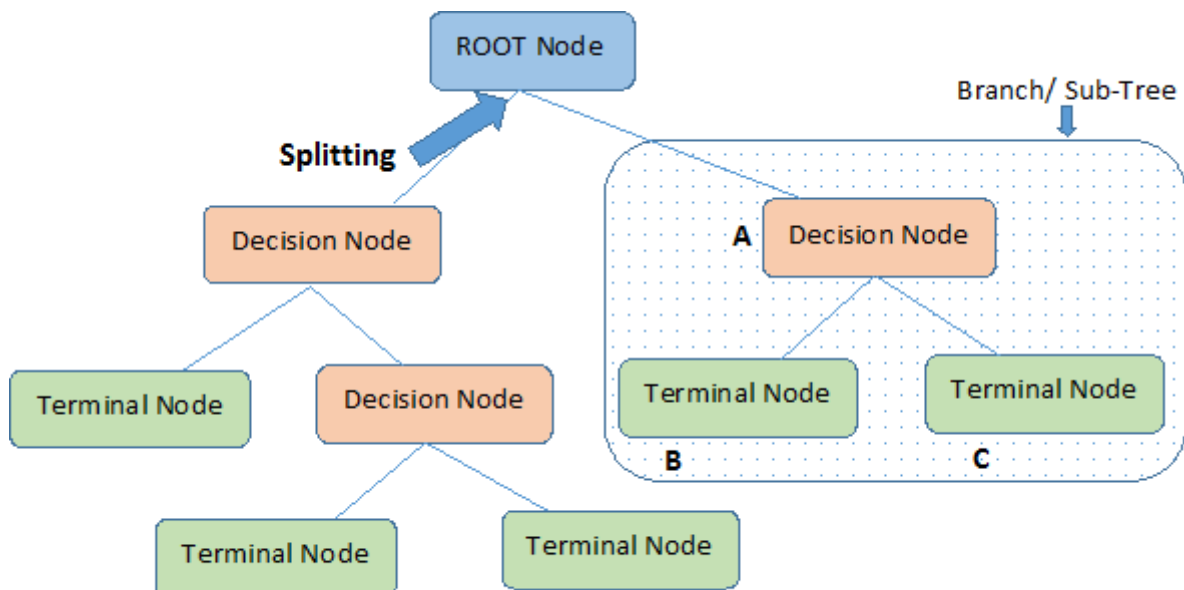 ROOT Node
Branch/ Sub-Tree
Splitting
Decision Node
A
Decision Node
Terminal Node
Decision Node
Terminal Node
Terminal Node
B
C
Terminal Node
Terminal Node